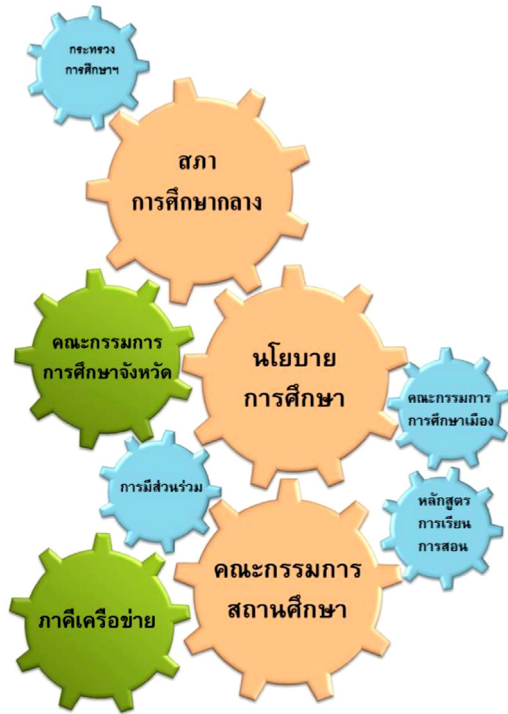 กระทรวง
การศึกษาฯ
สภา
การศึกษากลาง
คณะกรรมการ
การศึกษาจังหวัด
นโยบาย
การศึกษา
คณะกรรมการ
การศึกษาเมือง
การมีส่วนร่วม
หลักสูตร
การเรียน
การสอน
ภาคีเครือข่าย
คณะกรรมการ
สถานศึกษา